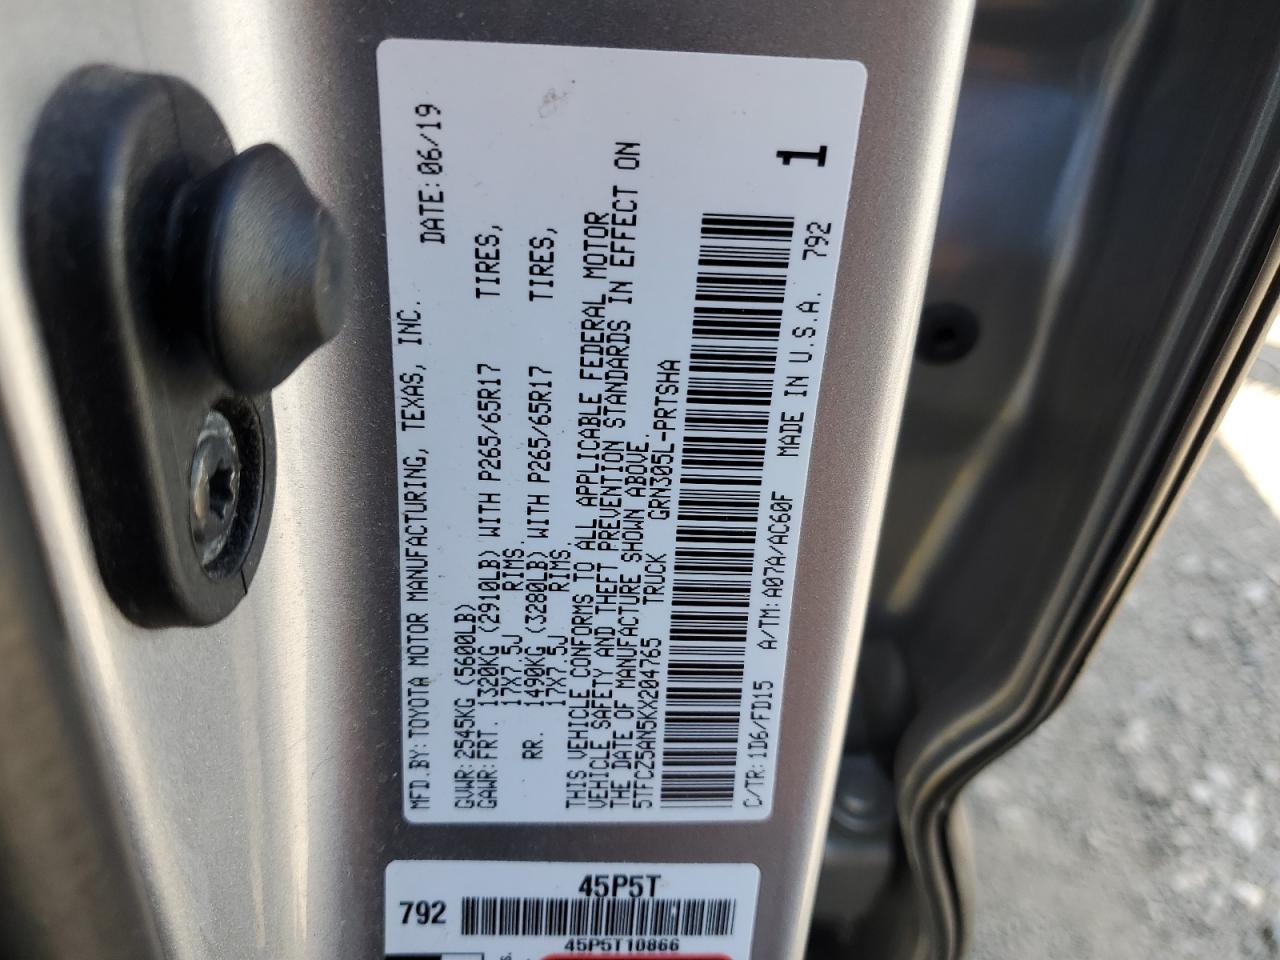 MFD.BY:TOYOTA MOTOR MANUFACTURING, TEXAS, INC.
DATE:06/19
GVWR:2545KG (5600LB)
GAWR:FRT. 1320KG (2910LB) WITH P265/65R17 TIRES,
17X7.5J RIMS
RR. 1490KG (3280LB) WITH P265/65R17 TIRES,
17X7.5J RIMS.
THIS VEHICLE CONFORMS TO ALL APPLICABLE FEDERAL MOTOR
VEHICLE SAFETY AND THEFT PREVENTION STANDARDS IN EFFECT ON
THE DATE OF MANUFACTURE SHOWN ABOVE.
5TFCZ5AN5KX204765 TRUCK GRN305L-PRTSHA
C/TR:1D6/FD15 A/TM:A07A/AC60F MADE IN U.S.A. 792
1
45P5T
792
45P5T10866